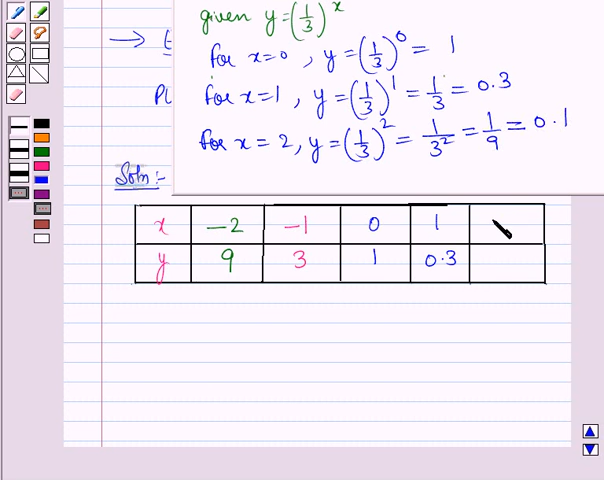 given y = (1/3)^x
for x=0, y = (1/3)^0 = 1
for x=1, y = (1/3)^1 = 1/3 = 0.3
for x = 2, y = (1/3)^2 = 1/3^2 = 1/9 = 0.1
Soln:-
x -2 -1 0 1
y 9 3 1 0.3